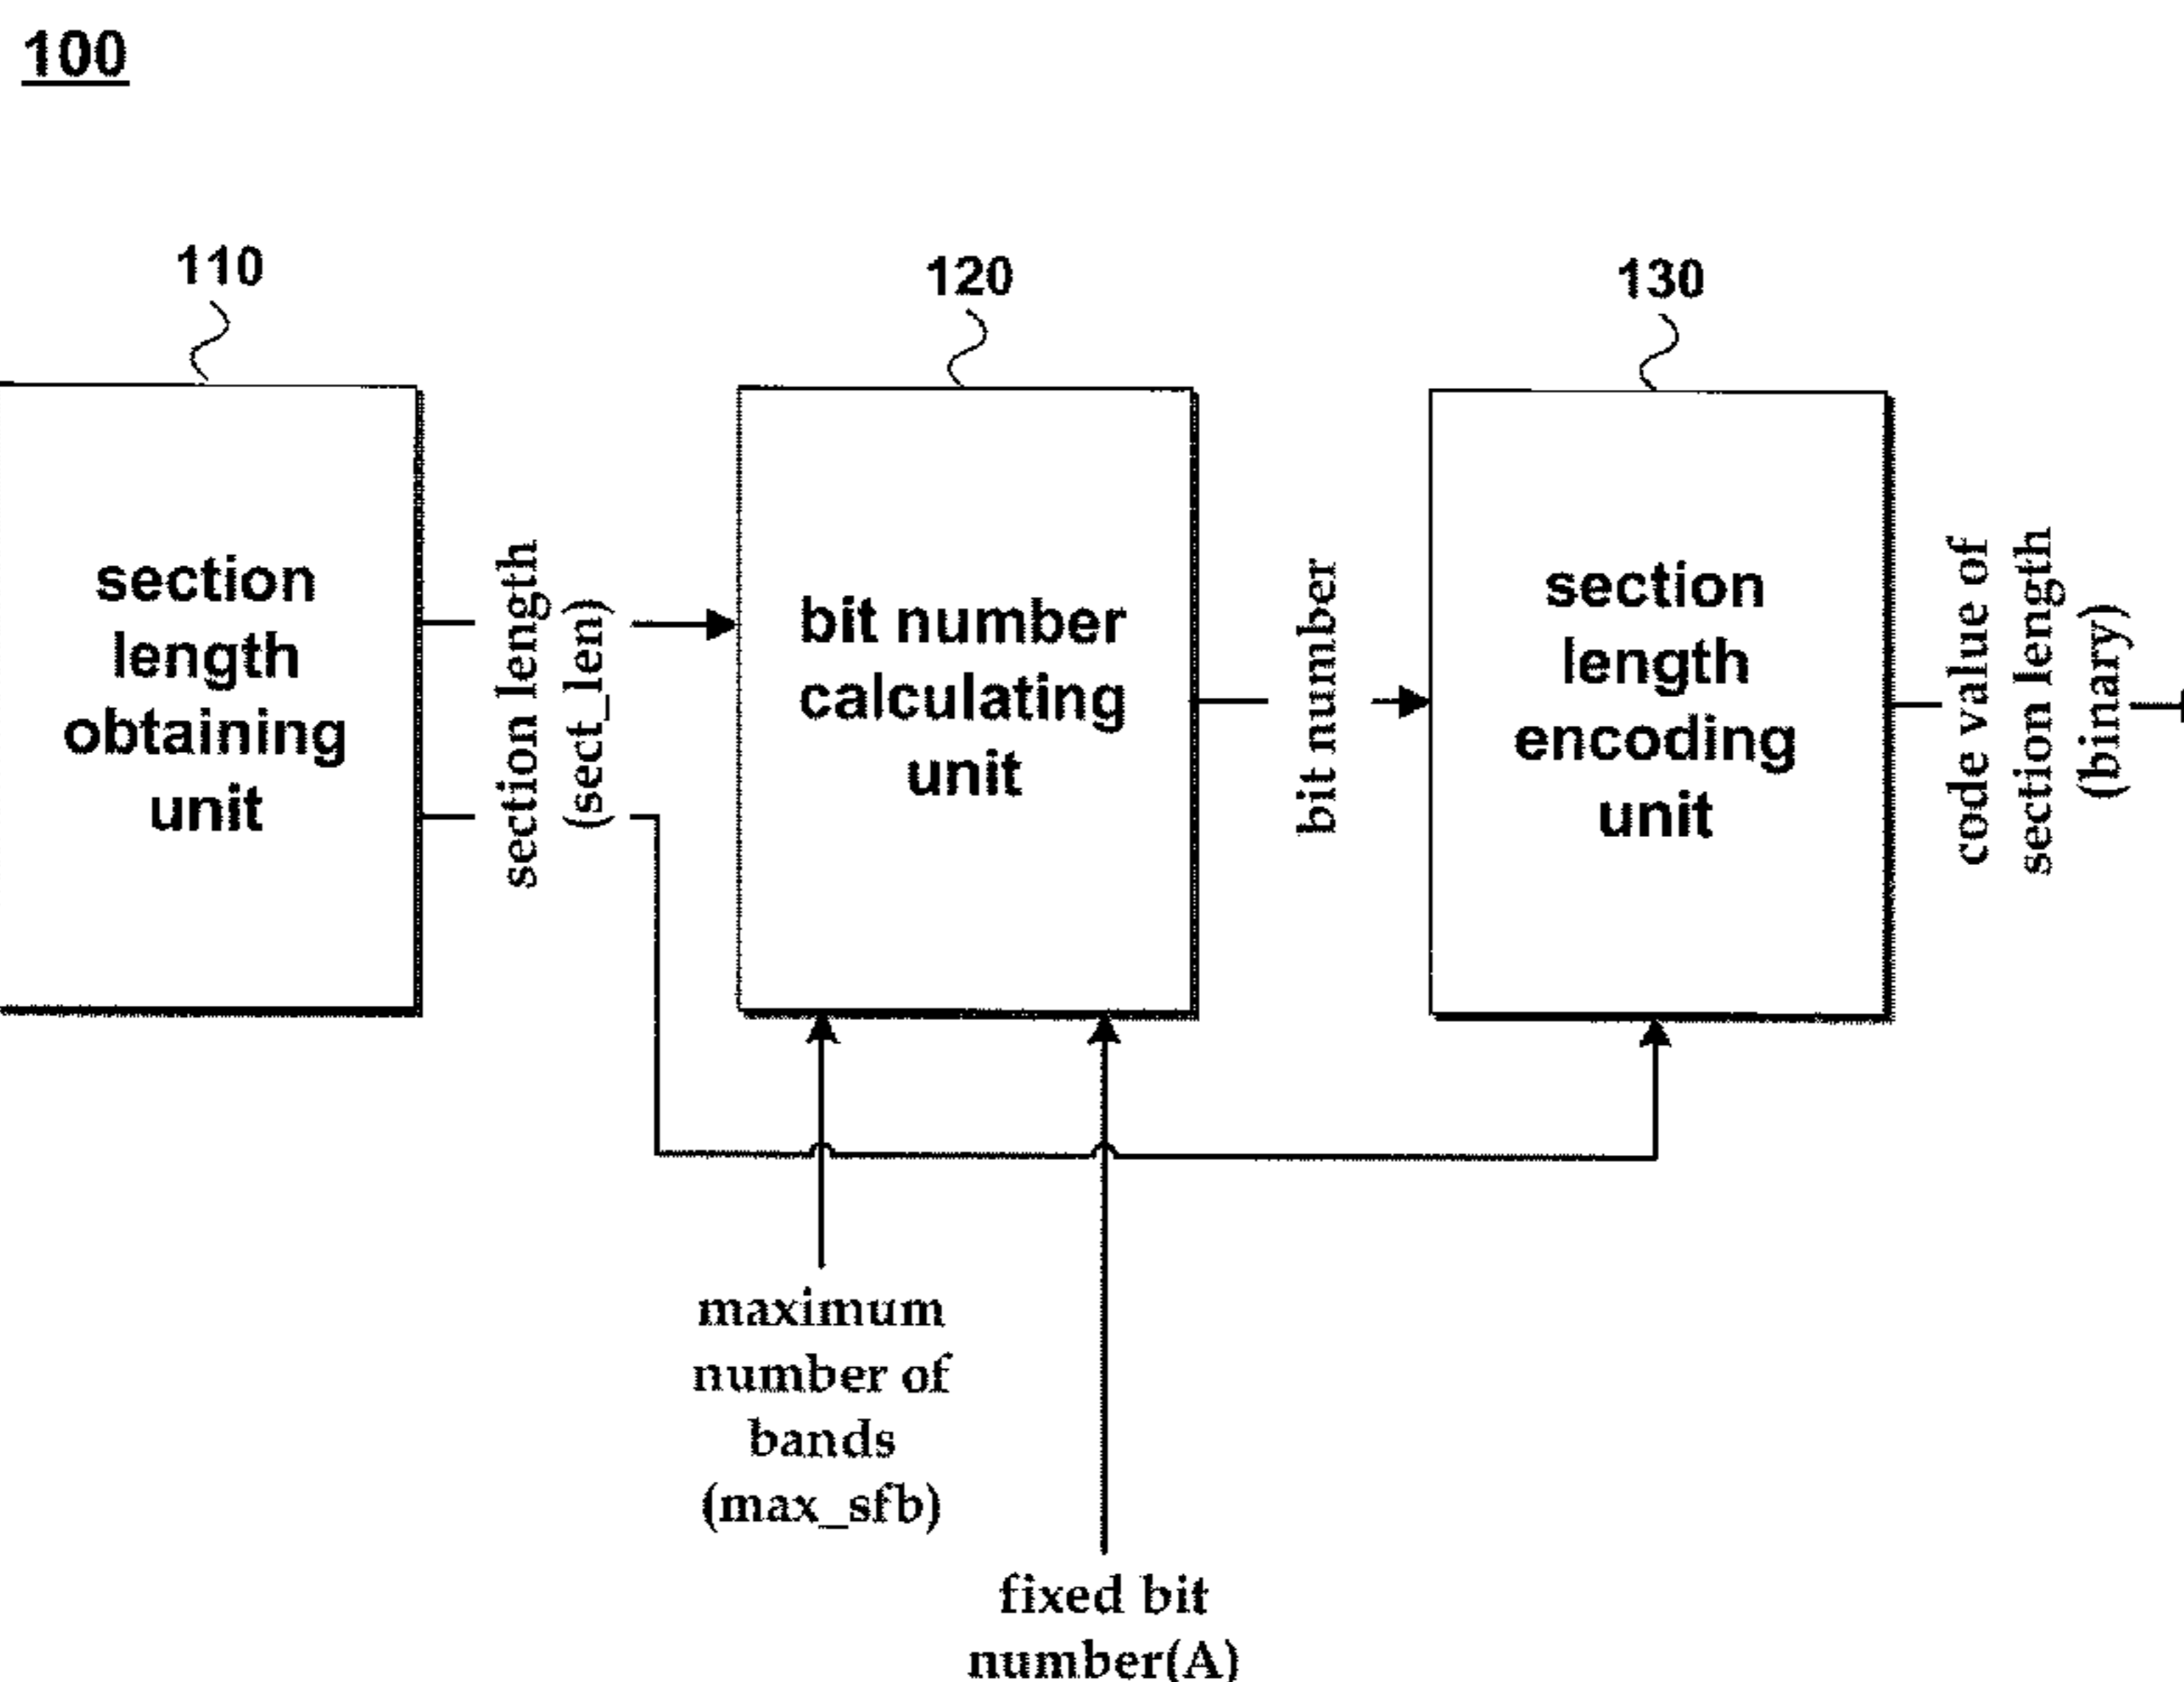 100
110
120
130
section
length
obtaining
unit
section length
(sect_len)
bit number
calculating
unit
bit number
section
length
encoding
unit
code value of
section length
(binary)
maximum
number of
bands
(max_sfb)
fixed bit
number(A)